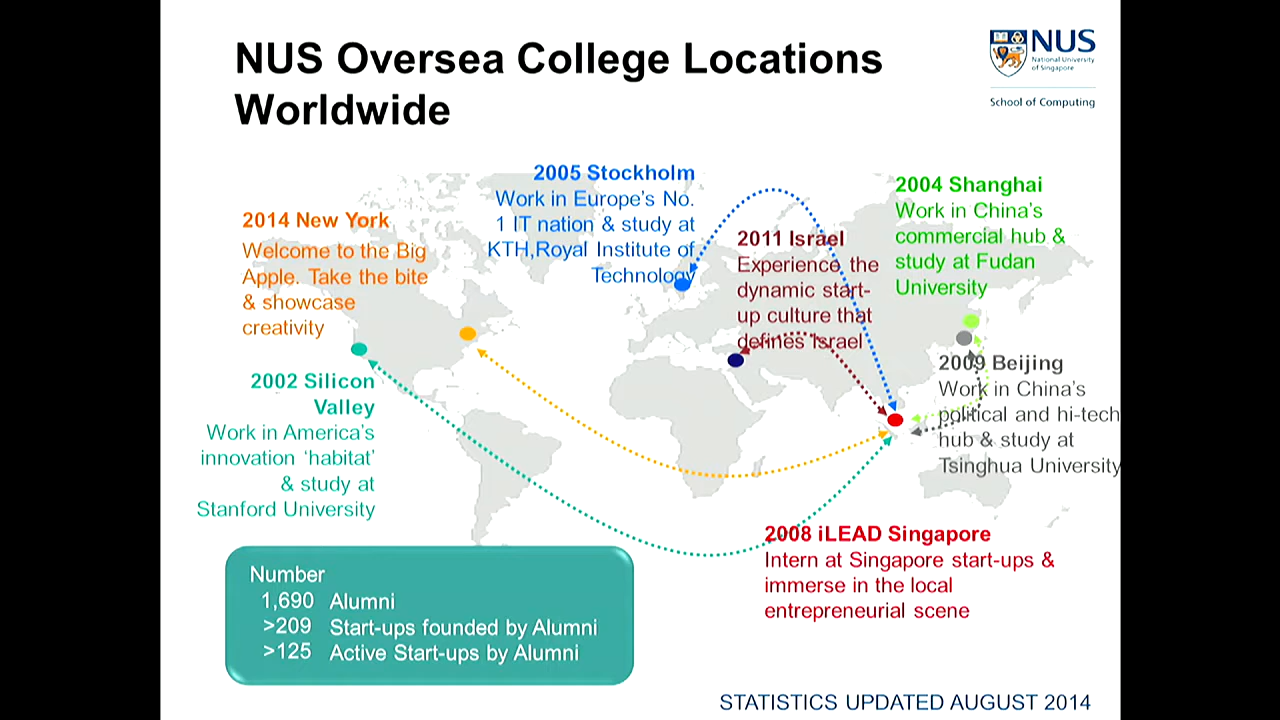 NUS Oversea College Locations
Worldwide
NUS
National University
of Singapore
School of Computing
2005 Stockholm
Work in Europe's No.
1 IT nation & study at
KTH,Royal Institute of
Technology
2004 Shanghai
Work in China's
commercial hub &
study at Fudan
University
2014 New York
Welcome to the Big
Apple. Take the bite
& showcase
creativity
2011 Israel
Experience the
dynamic start-
up culture that
defines Israel
2002 Silicon
Valley
Work in America's
innovation 'habitat'
& study at
Stanford University
2009 Beijing
Work in China's
political and hi-tech
hub & study at
Tsinghua University
2008 iLEAD Singapore
Intern at Singapore start-ups &
immerse in the local
entrepreneurial scene
Number
1,690 Alumni
>209 Start-ups founded by Alumni
>125 Active Start-ups by Alumni
STATISTICS UPDATED AUGUST 2014